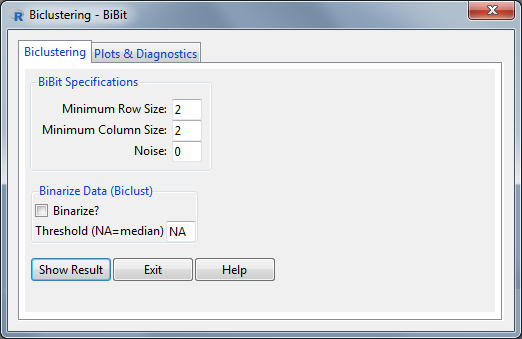 Biclustering - BiBit
Biclustering
Plots & Diagnostics
BiBit Specifications
Minimum Row Size: 2
Minimum Column Size: 2
Noise: 0
Binarize Data (Biclust)
Binarize?
Threshold (NA=median) NA
Show Result Exit Help